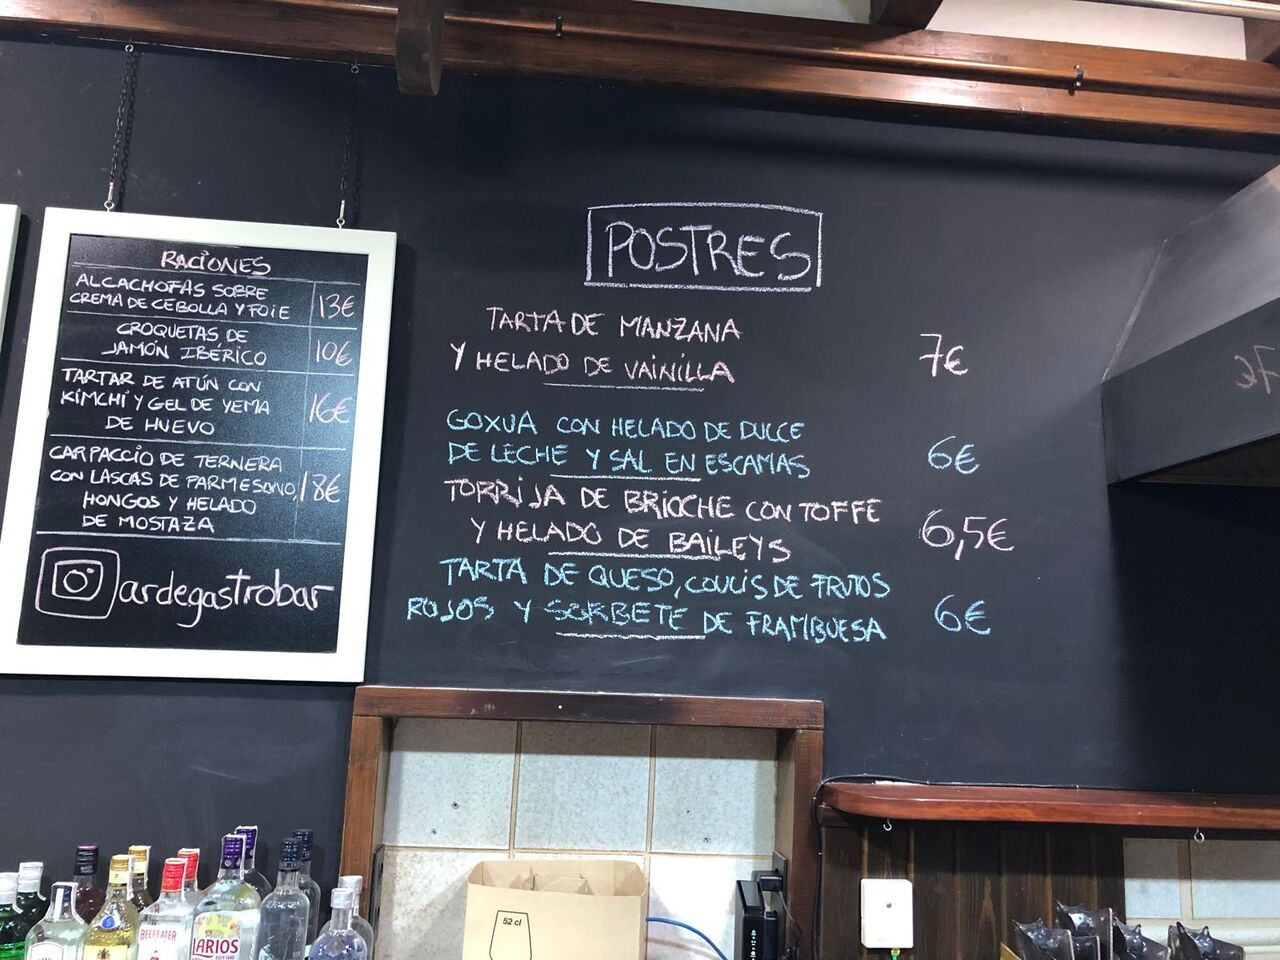 RACIONES
ALCACHOFAS SOBRE
CREMA DE CEBOLLA Y FOIE 13€
CROQUETAS DE
JAMÓN IBÉRICO 10€
TARTAR DE ATÚN CON
KIMCHI Y GEL DE YEMA 16€
DE HUEVO
CARPACCIO DE TERNERA
CON LASCAS DE PARMESANO, 18€
HONGOS Y HELADO
DE MOSTAZA
ardegastrobar
POSTRES
TARTA DE MANZANA
Y HELADO DE VAINILLA 7€
GOXUA CON HELADO DE DULCE
DE LECHE Y SAL EN ESCAMAS 6€
TORRIJA DE BRIOCHE CON TOFFE
Y HELADO DE BAILEYS 6,5€
TARTA DE QUESO, COULIS DE FRUTOS
ROJOS Y SORBETE DE FRAMBUESA 6€
BEEFEATER
LARIOS
52 cl